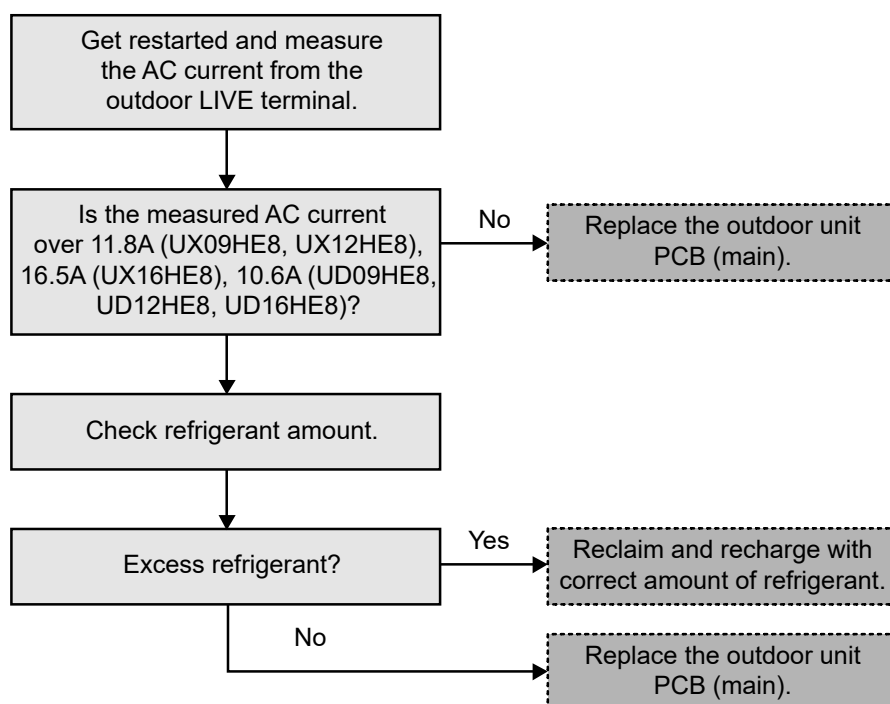 Get restarted and measure
the AC current from the
outdoor LIVE terminal.
Is the measured AC current
over 11.8A (UX09HE8, UX12HE8),
16.5A (UX16HE8), 10.6A (UD09HE8,
UD12HE8, UD16HE8)?
No
Replace the outdoor unit
PCB (main).
Check refrigerant amount.
Excess refrigerant?
Yes
Reclaim and recharge with
correct amount of refrigerant.
No
Replace the outdoor unit
PCB (main).